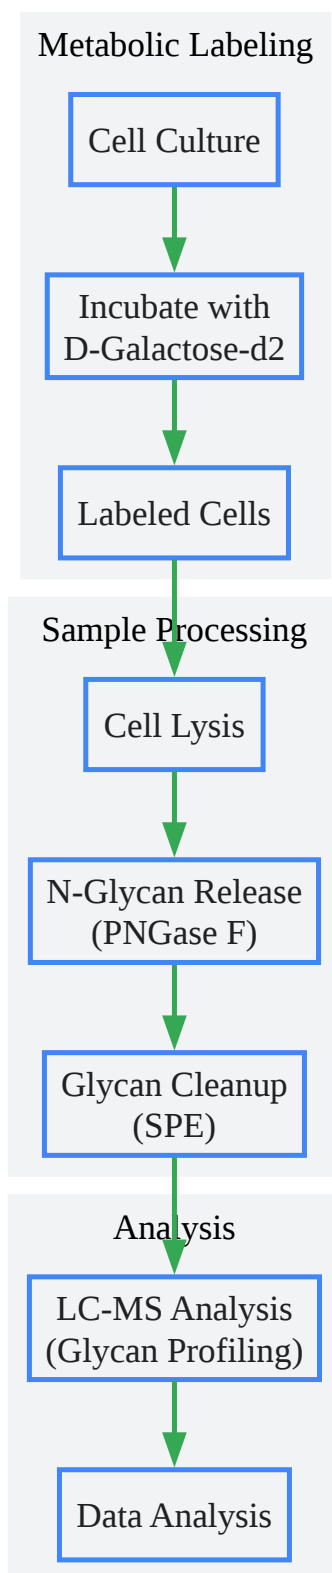 Metabolic Labeling
Cell Culture
Incubate with
D-Galactose-d2
Labeled Cells
Sample Processing
Cell Lysis
N-Glycan Release
(PNGase F)
Glycan Cleanup
(SPE)
Analysis
LC-MS Analysis
(Glycan Profiling)
Data Analysis